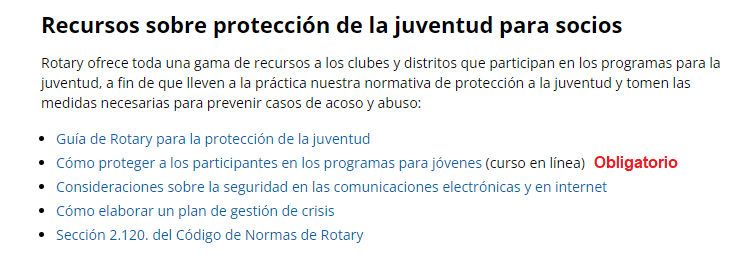 Recursos sobre protección de la juventud para socios
Rotary ofrece toda una gama de recursos a los clubes y distritos que participan en los programas para la
juventud, a fin de que lleven a la práctica nuestra normativa de protección a la juventud y tomen las
medidas necesarias para prevenir casos de acoso y abuso:
• Guía de Rotary para la protección de la juventud
• Cómo proteger a los participantes en los programas para jóvenes (curso en línea) Obligatorio
• Consideraciones sobre la seguridad en las comunicaciones electrónicas y en internet
• Cómo elaborar un plan de gestión de crisis
• Sección 2.120. del Código de Normas de Rotary